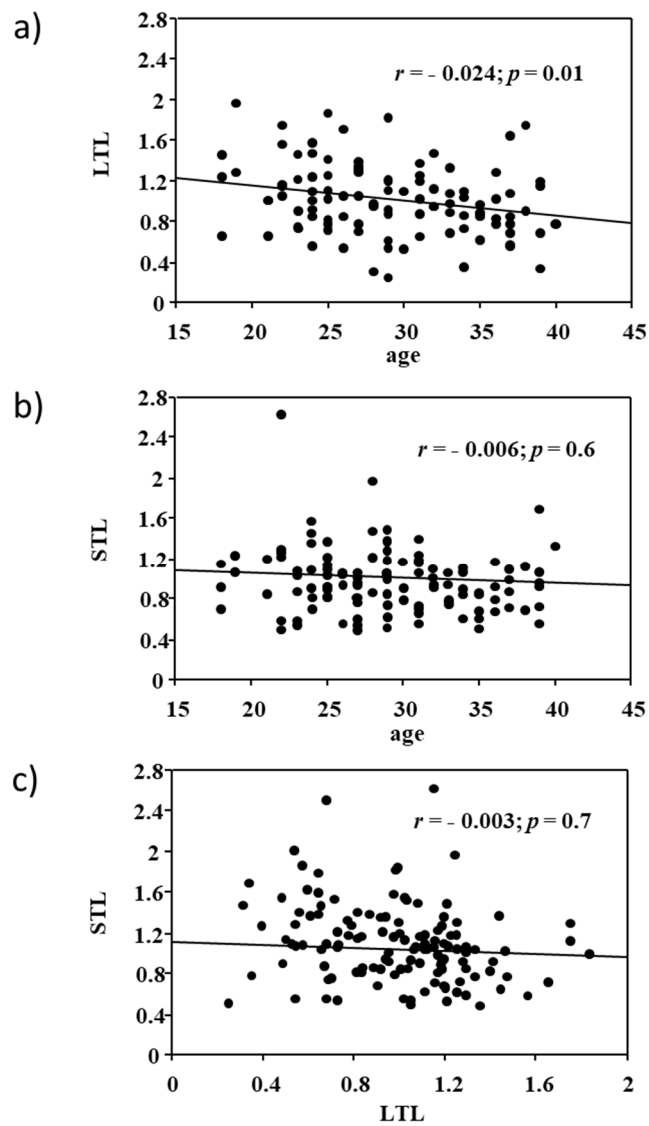 a)
2.8
2.4
2
1.6
1.2
0.8
0.4
0
LTL
r = - 0.024; p = 0.01
15 20 25 30 35 40 45
age
b)
2.8
2.4
2
1.6
1.2
0.8
0.4
0
STL
r = - 0.006; p = 0.6
15 20 25 30 35 40 45
age
c)
2.8
2.4
2
1.6
1.2
0.8
0.4
0
STL
r = - 0.003; p = 0.7
0 0.4 0.8 1.2 1.6 2
LTL